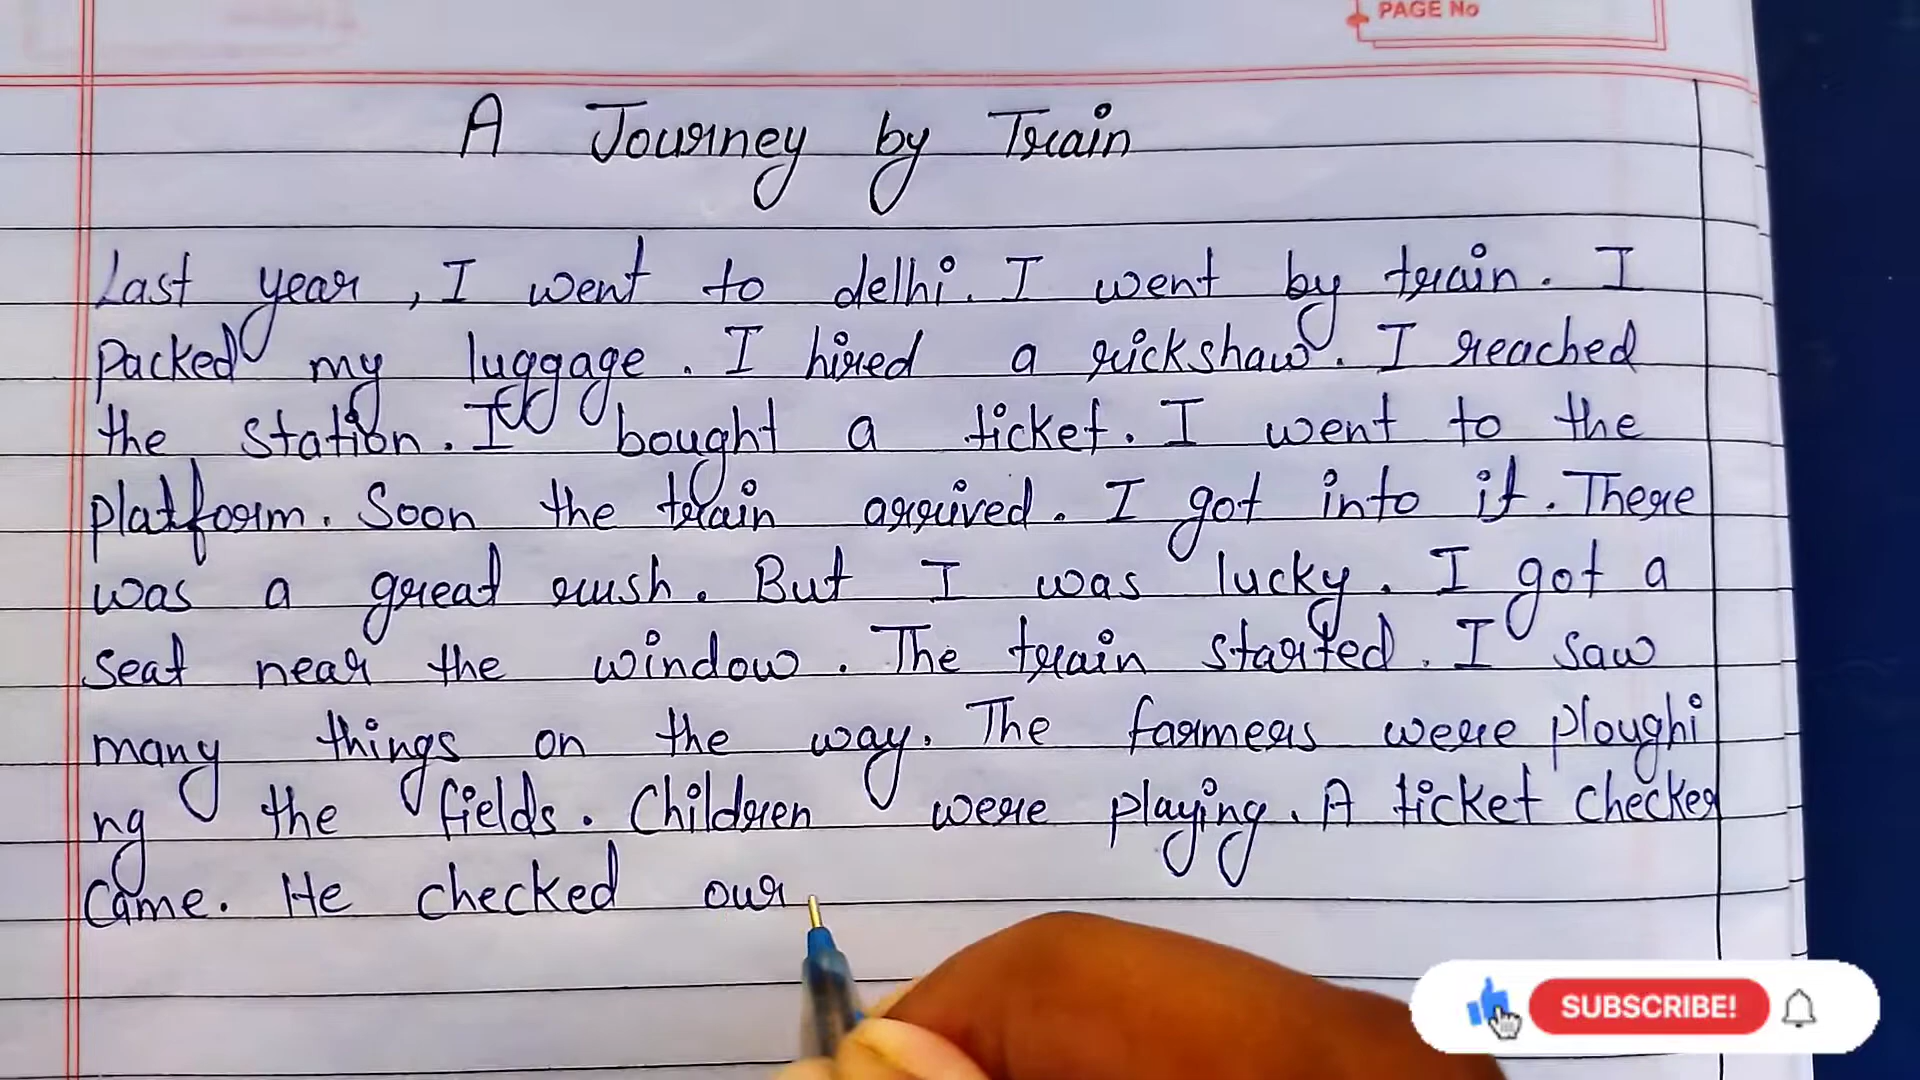 PAGE No
A Journey by Train
Last year, I went to delhi. I went by train. I
Packed my luggage. I hired a rickshaw. I reached
the station. I bought a ticket. I went to the
platform. Soon the train arrived. I got into it. There
was a great rush. But I was lucky. I got a
seat near the window. The train started. I saw
many things on the way. The farmers were ploughi
ng the fields. Children were playing. A ticket checker
came. He checked our
SUBSCRIBE!